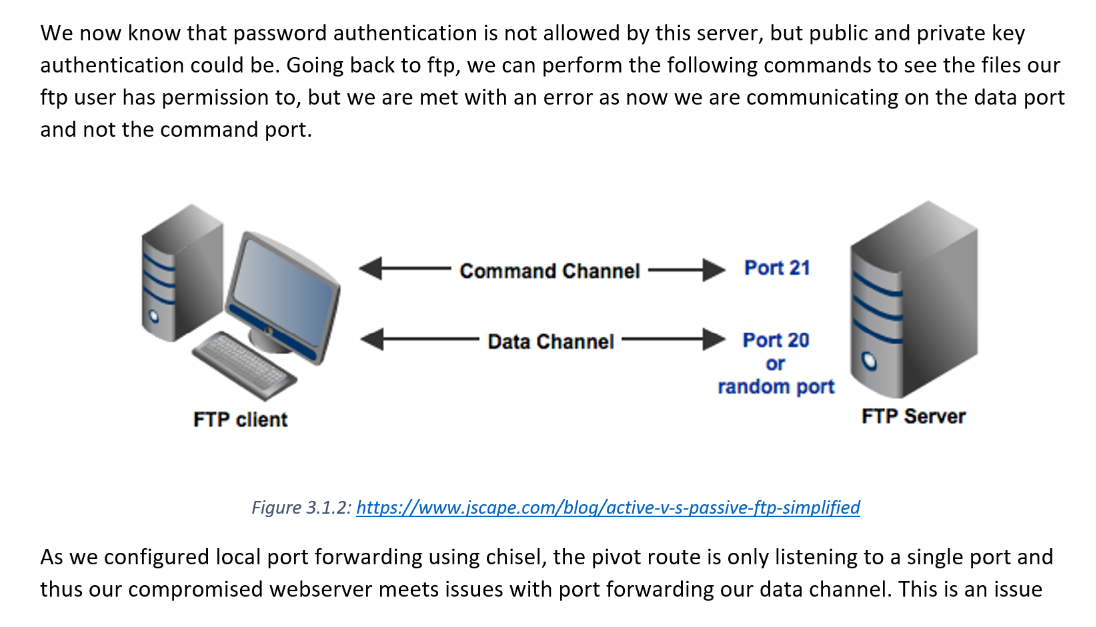 We now know that password authentication is not allowed by this server, but public and private key
authentication could be. Going back to ftp, we can perform the following commands to see the files our
ftp user has permission to, but we are met with an error as now we are communicating on the data port
and not the command port.
Command Channel
Port 21
Data Channel
Port 20
or
random port
FTP client
FTP Server
Figure 3.1.2: https://www.jscape.com/blog/active-v-s-passive-ftp-simplified
As we configured local port forwarding using chisel, the pivot route is only listening to a single port and
thus our compromised webserver meets issues with port forwarding our data channel. This is an issue